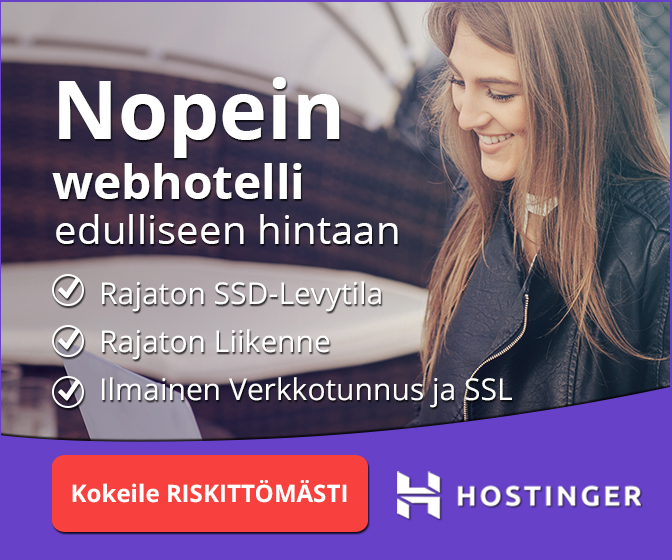 Nopein
webhotelli
edulliseen hintaan
Rajaton SSD-Levytila
Rajaton Liikenne
Ilmainen Verkkotunnus ja SSL
Kokeile RISKITTÖMÄSTI
HOSTINGER